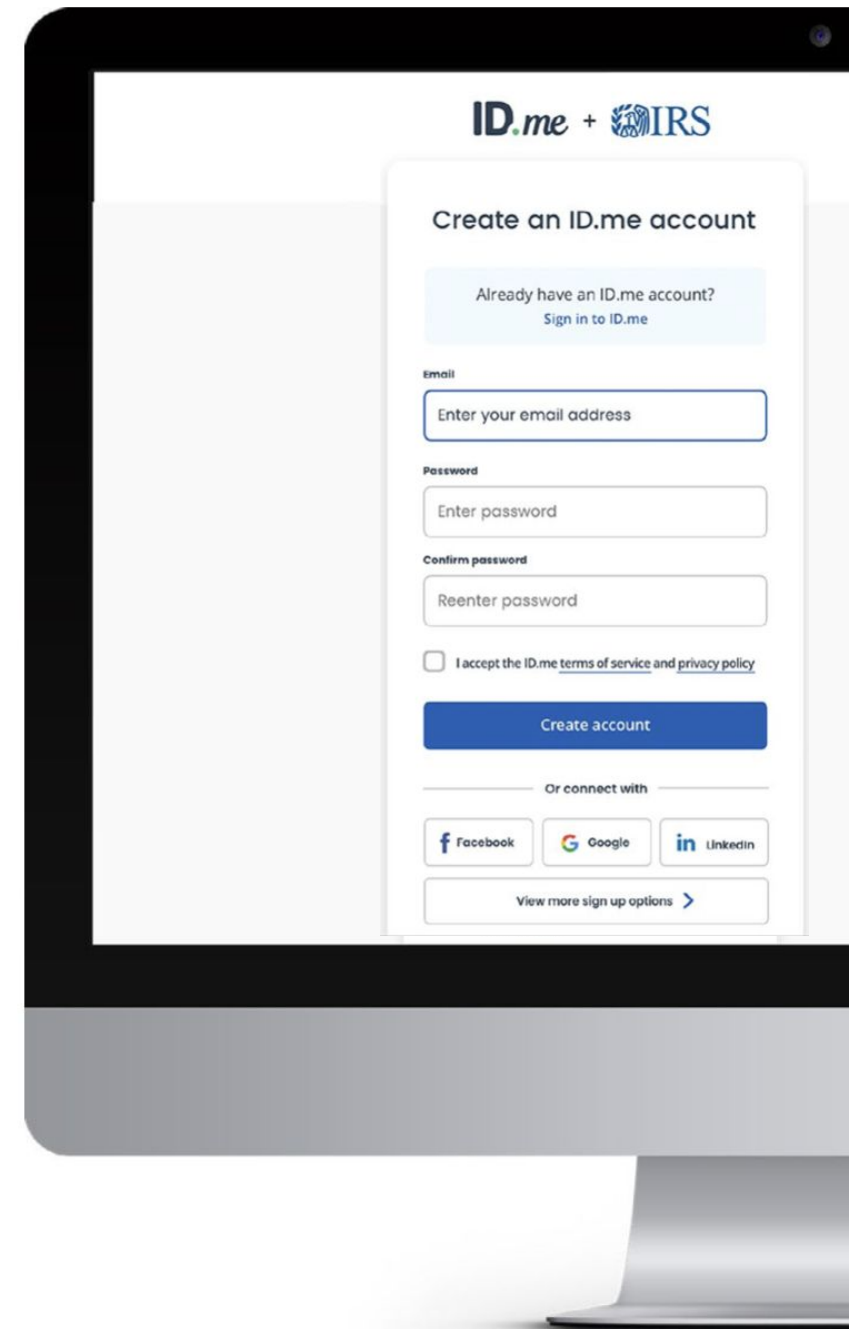 ID.me + IRS
Create an ID.me account
Already have an ID.me account?
Sign in to ID.me
Email
Enter your email address
Password
Enter password
Confirm password
Reenter password
I accept the ID.me terms of service and privacy policy
Create account
Or connect with
f Facebook G Google in LinkedIn
View more sign up options